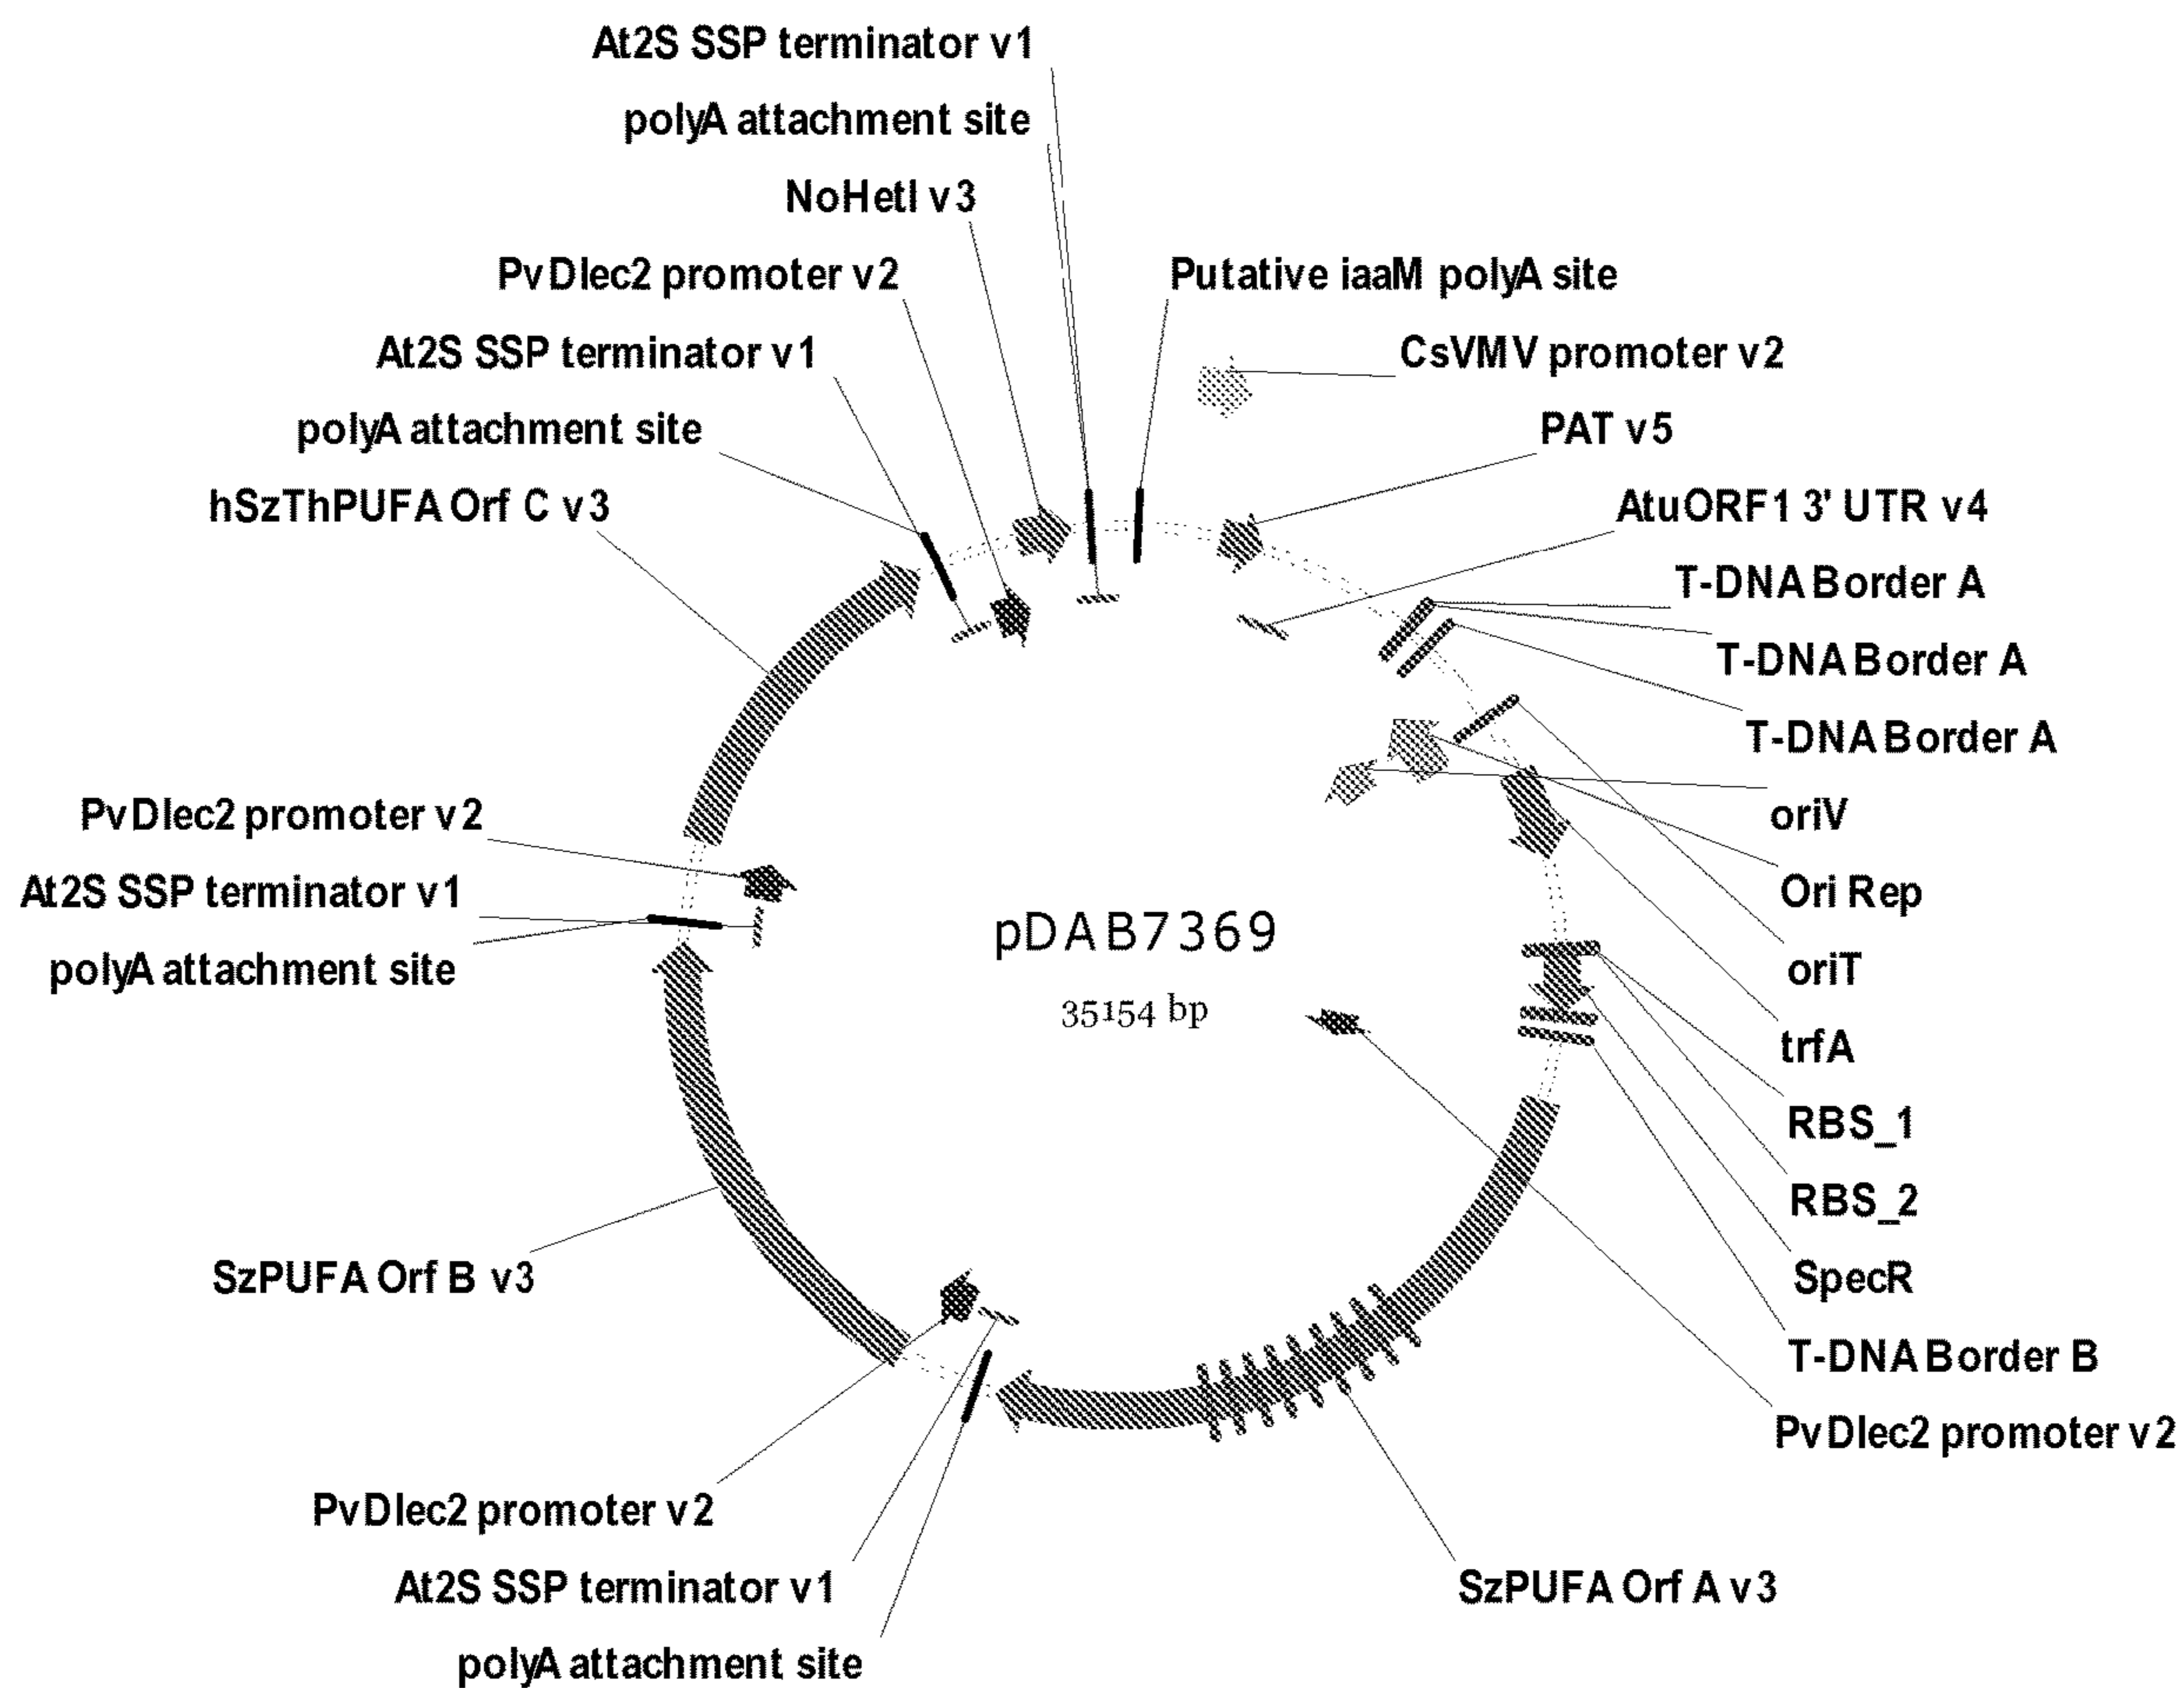 At2S SSP terminator v1
polyA attachment site
NoHetI v3
PvDlec2 promoter v2
At2S SSP terminator v1
polyA attachment site
hSzThPUFA Orf C v3
PvDlec2 promoter v2
At2S SSP terminator v1
polyA attachment site
SzPUFA Orf B v3
PvDlec2 promoter v2
At2S SSP terminator v1
polyA attachment site
Putative iaaM polyA site
CsVMV promoter v2
PAT v5
AtuORF1 3' UTR v4
T-DNA Border A
T-DNA Border A
T-DNA Border A
oriV
Ori Rep
oriT
trfA
RBS_1
RBS_2
SpecR
T-DNA Border B
PvDlec2 promoter v2
SzPUFA Orf A v3
pDAB7369
35154 bp